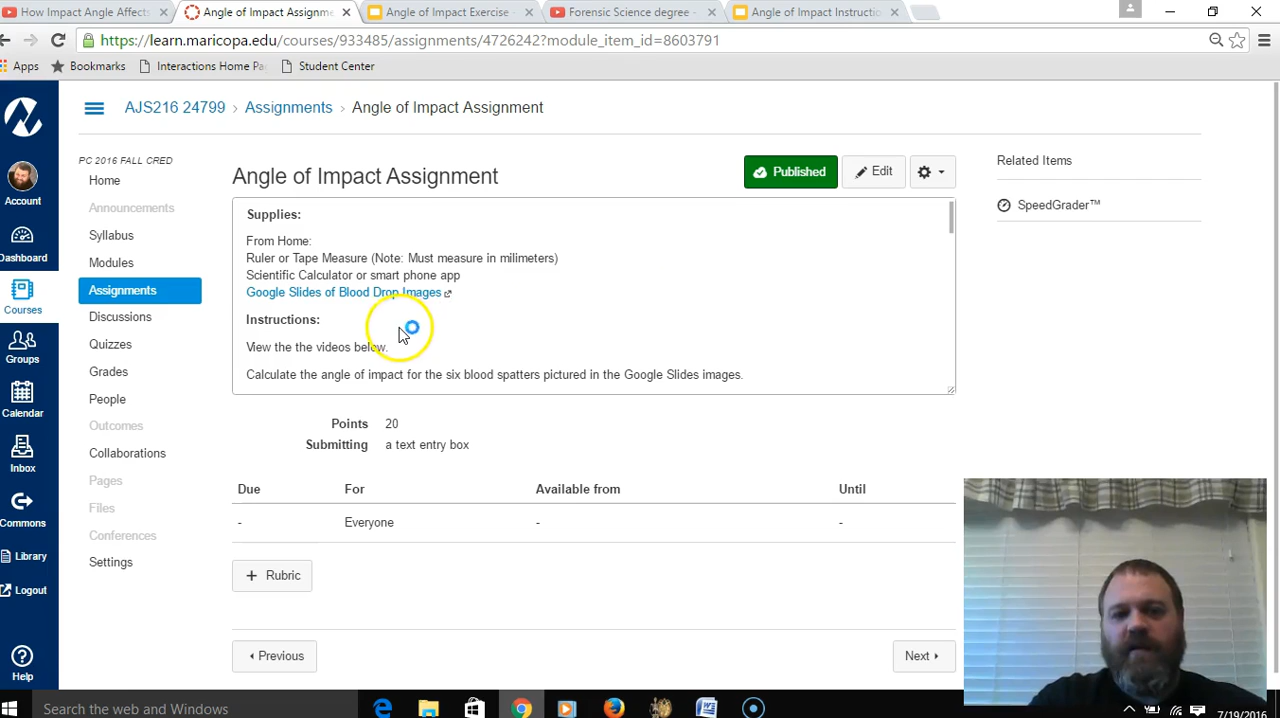 How Impact Angle Affects
Angle of Impact Assignm
Angle of Impact Exercise -
Forensic Science degree -
Angle of Impact Instructio
https://learn.maricopa.edu/courses/933485/assignments/4726242?module_item_id=8603791
Apps
Bookmarks
Interactions Home Pag
Student Center
AJS216 24799 > Assignments > Angle of Impact Assignment
Account
Dashboard
Courses
Groups
Calendar
Inbox
Commons
Library
Logout
Help
PC 2016 FALL CRED
Home
Announcements
Syllabus
Modules
Assignments
Discussions
Quizzes
Grades
People
Outcomes
Collaborations
Pages
Files
Conferences
Settings
Angle of Impact Assignment
Published
Edit
Supplies:
From Home:
Ruler or Tape Measure (Note: Must measure in milimeters)
Scientific Calculator or smart phone app
Google Slides of Blood Drop Images
Instructions:
View the the videos below.
Calculate the angle of impact for the six blood spatters pictured in the Google Slides images.
Points 20
Submitting a text entry box
Due For Available from Until
- Everyone - -
+ Rubric
Previous
Next
Related Items
SpeedGrader™
Search the web and Windows
7/19/2016